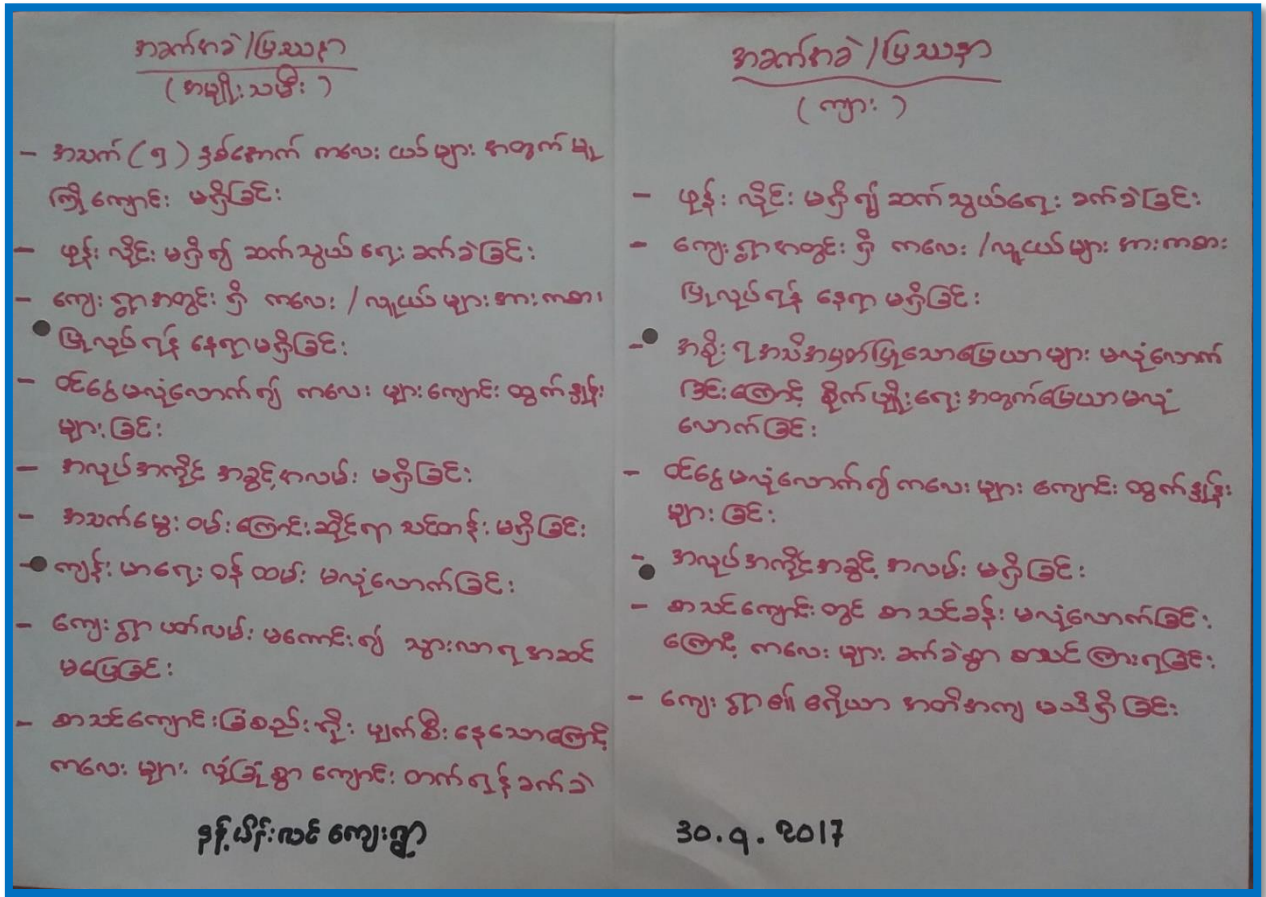 အခက်အခဲ/ပြဿနာ
(အမျိုးသမီး)
- အသက်(၅)နှစ်အောက် ကလေးငယ်များအတွက် မူ
ကြိုကျောင်း မရှိခြင်း
- ဖုန်းလိုင်းမရှိ၍ ဆက်သွယ်ရေးခက်ခဲခြင်း
- ကျေးရွာအတွင်းရှိ ကလေး/လူငယ်များအားကစား
ပြုလုပ်ရန် နေရာမရှိခြင်း
- ဝင်ငွေမလုံလောက်၍ ကလေးများကျောင်းထွက်နှုန်း
များခြင်း
- အလုပ်အကိုင် အခွင့်အလမ်း မရှိခြင်း
- အသက်မွေးဝမ်းကြောင်းဆိုင်ရာ သင်တန်းမရှိခြင်း
- ကျန်းမာရေးဝန်ထမ်း မလုံလောက်ခြင်း
- ကျေးရွာပတ်လမ်း မကောင်း၍ သွားလာရအဆင်
မပြေခြင်း
- စာသင်ကျောင်းခြံစည်းရိုး ပျက်စီးနေသောကြောင့်
ကလေးများ လုံခြုံစွာ ကျောင်းတက်ရန်ခက်ခဲ
ကျေးရွာ
အခက်အခဲ/ပြဿနာ
(ကျား)
- ဖုန်းလိုင်းမရှိ၍ ဆက်သွယ်ရေး ခက်ခဲခြင်း
- ကျေးရွာအတွင်းရှိ ကလေး/လူငယ်များအားကစား
ပြုလုပ်ရန် နေရာမရှိခြင်း
- အစိုးရအသိအမှတ်ပြုသောမြေယာများ မလုံလောက်
ခြင်းကြောင့် စိုက်ပျိုးရေးအတွက်မြေယာမလုံ
လောက်ခြင်း
- ဝင်ငွေမလုံလောက်၍ ကလေးများ ကျောင်းထွက်နှုန်း
များခြင်း
- အလုပ်အကိုင်အခွင့်အလမ်း မရှိခြင်း
- စာသင်ကျောင်းတွင် စာသင်ခန်း မလုံလောက်ခြင်း
ကြောင့် ကလေးများ ခက်ခဲစွာ စာသင်ကြားရခြင်း
- ကျေးရွာ၏ ဧရိယာ အတိအကျ မသိရှိခြင်း
30.9.2017